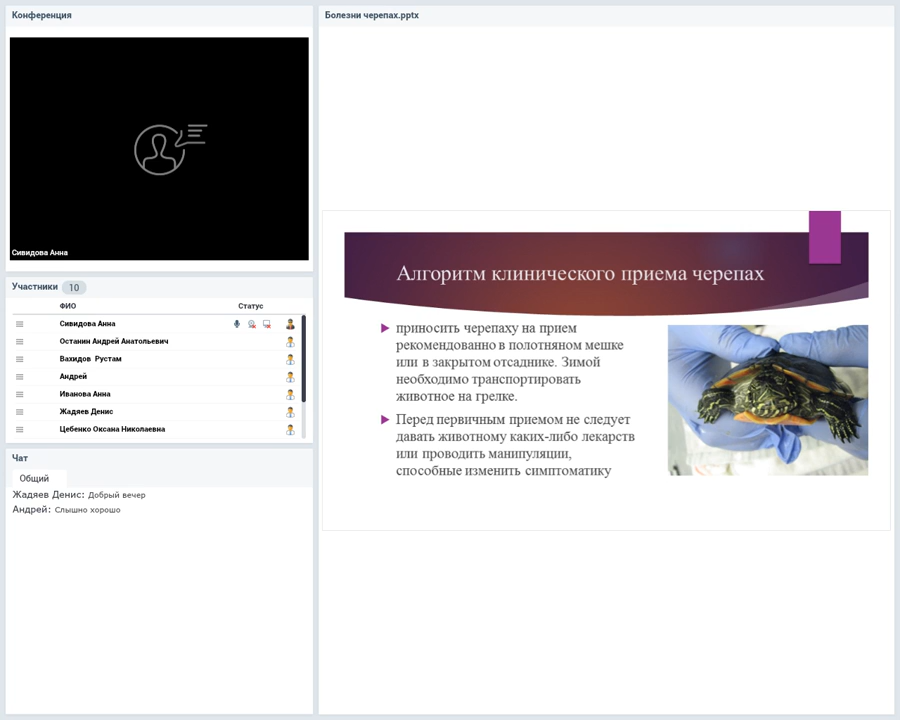 Конференция
Сивидова Анна
Участники 10
ФИО Статус
Сивидова Анна
Останин Андрей Анатольевич
Вахидов Рустам
Андрей
Иванова Анна
Жадяев Денис
Цебенко Оксана Николаевна
Чат
Общий
Жадяев Денис: Добрый вечер
Андрей: Слышно хорошо
Болезни черепах.pptx
Алгоритм клинического приема черепах
приносить черепаху на прием
рекомендованно в полотняном мешке
или в закрытом отсаднике. Зимой
необходимо транспортировать
животное на грелке.
Перед первичным приемом не следует
давать животному каких-либо лекарств
или проводить манипуляции,
способные изменить симптоматику